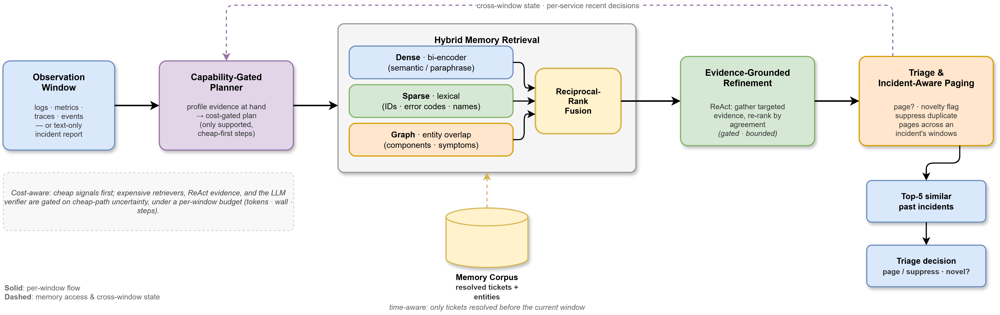 cross-window state · per-service recent decisions
Observation
Window
logs · metrics ·
traces · events
— or text-only
incident report
Capability-Gated
Planner
profile evidence at hand
→ cost-gated plan
(only supported,
cheap-first steps)
Hybrid Memory Retrieval
Dense · bi-encoder
(semantic / paraphrase)
Sparse · lexical
(IDs · error codes · names)
Graph · entity overlap
(components · symptoms)
Reciprocal-
Rank
Fusion
Evidence-Grounded
Refinement
ReAct: gather targeted
evidence, re-rank by
agreement
(gated · bounded)
Triage &
Incident-Aware Paging
page? · novelty flag
suppress duplicate
pages across an
incident's windows
Cost-aware: cheap signals first; expensive retrievers, ReAct evidence, and the LLM
verifier are gated on cheap-path uncertainty, under a per-window budget (tokens · wall ·
steps).
Top-5 similar
past incidents
Triage decision
page / suppress · novel?
Memory Corpus
resolved tickets +
entities
time-aware: only tickets resolved before the current window
Solid: per-window flow
Dashed: memory access & cross-window state